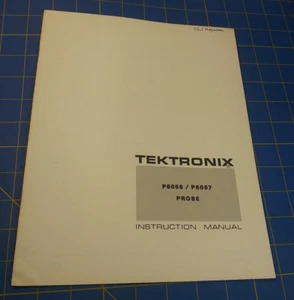 TEKTRONIX
P6056 / P6057
PROBE
INSTRUCTION MANUAL